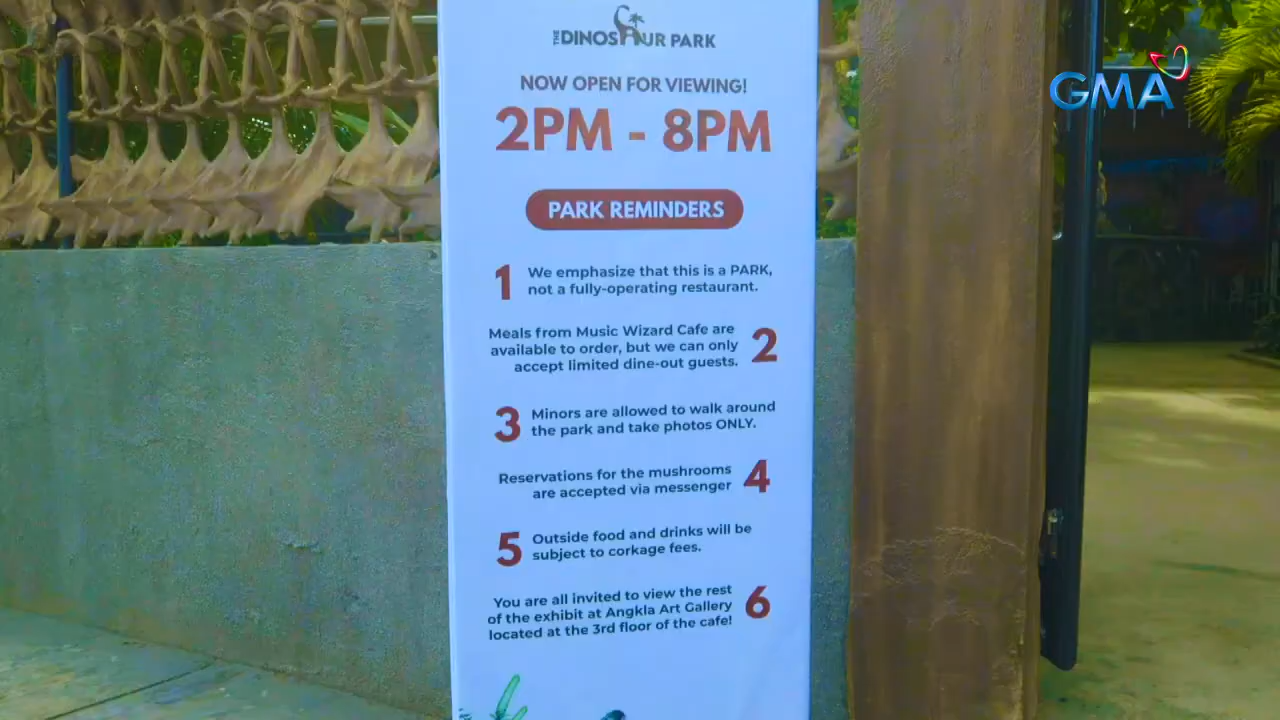 THE DINOSAUR PARK
GMA
NOW OPEN FOR VIEWING!
2PM - 8PM
PARK REMINDERS
1 We emphasize that this is a PARK,
not a fully-operating restaurant.
Meals from Music Wizard Cafe are
available to order, but we can only
accept limited dine-out guests. 2
3 Minors are allowed to walk around
the park and take photos ONLY.
Reservations for the mushrooms
are accepted via messenger 4
5 Outside food and drinks will be
subject to corkage fees.
You are all invited to view the rest
of the exhibit at Angkla Art Gallery
located at the 3rd floor of the cafe! 6